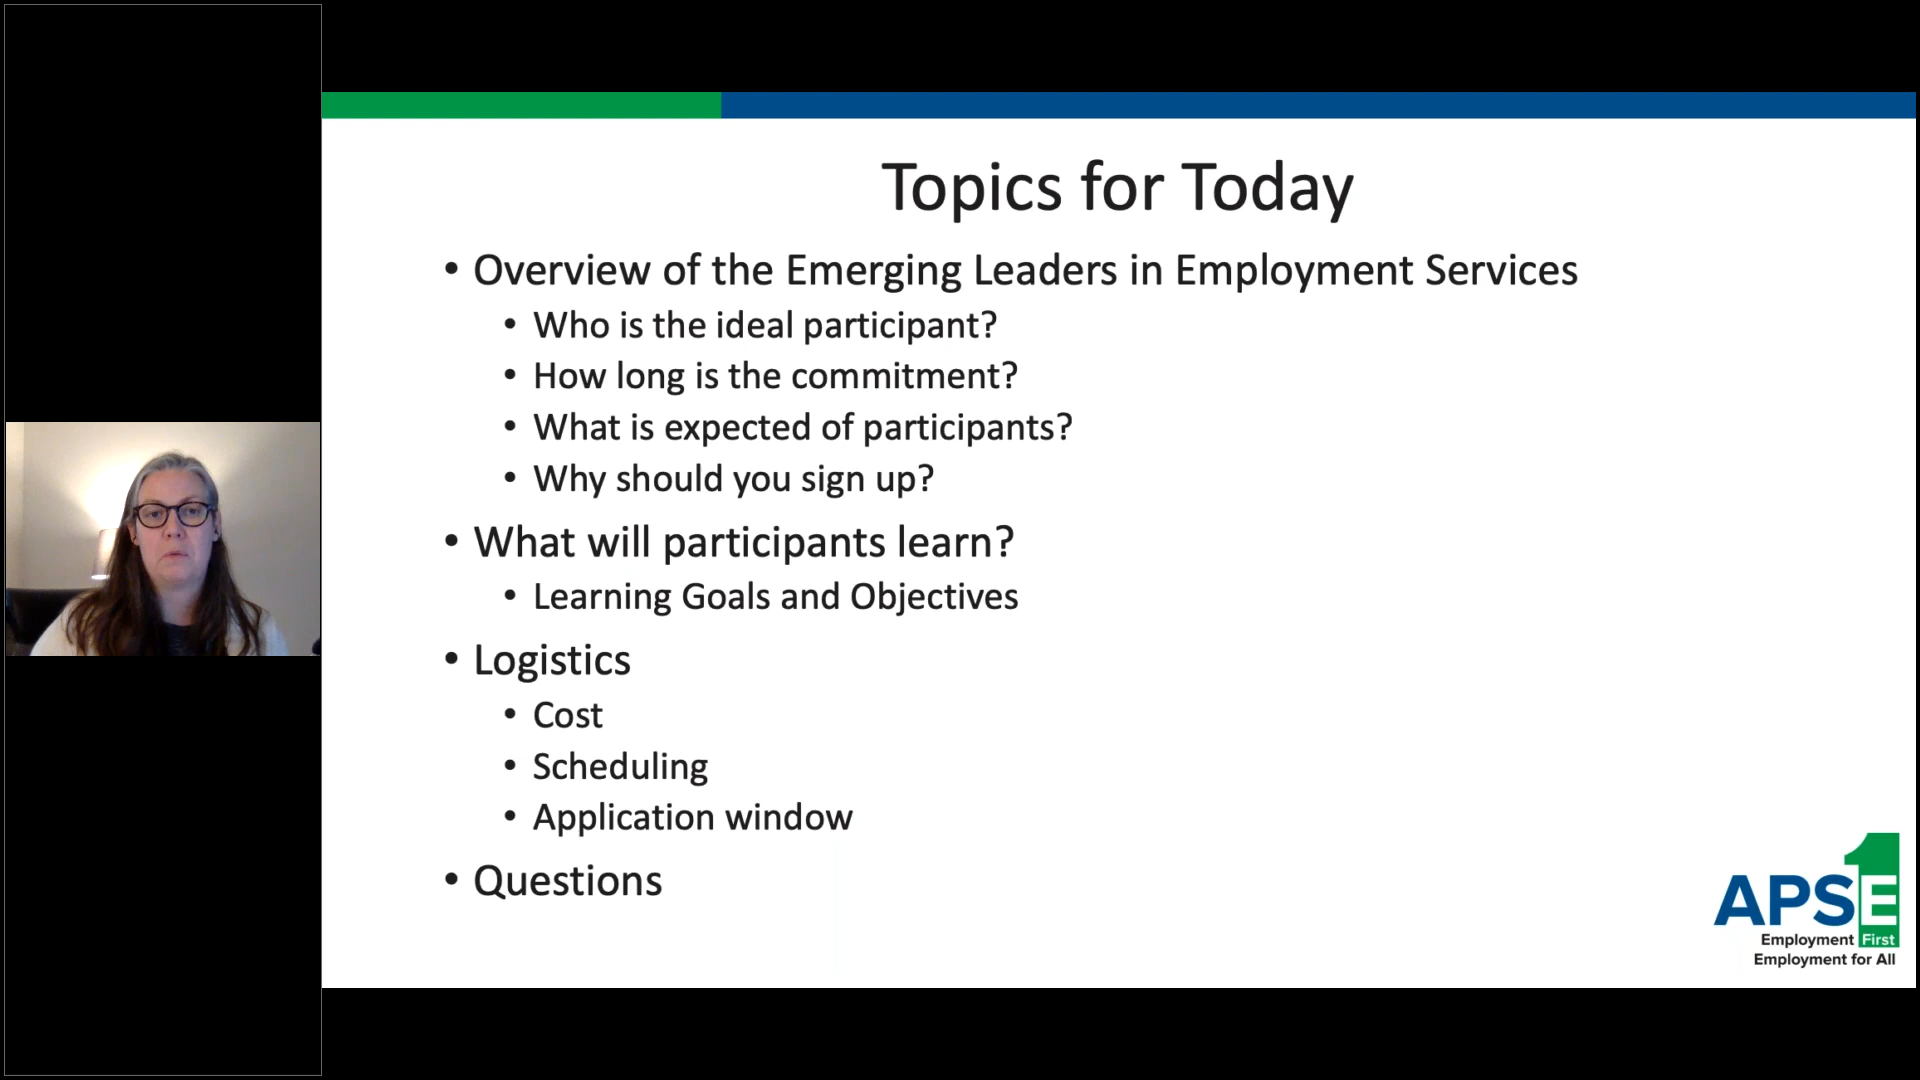 Topics for Today
• Overview of the Emerging Leaders in Employment Services
• Who is the ideal participant?
• How long is the commitment?
• What is expected of participants?
• Why should you sign up?
• What will participants learn?
• Learning Goals and Objectives
• Logistics
• Cost
• Scheduling
• Application window
• Questions
1
APSE
Employment First
Employment for All